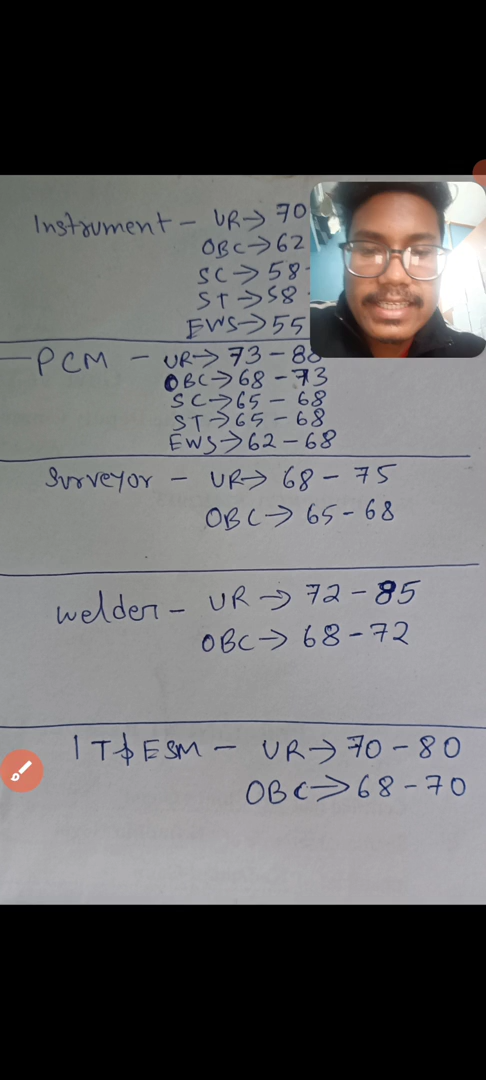 Instrument - UR → 70
OBC → 62
SC → 58 -
ST → 58
EWS → 55
PCM - UR → 73 - 80
OBC → 68 - 73
SC → 65 - 68
ST → 65 - 68
EWS → 62 - 68
Surveyor - UR → 68 - 75
OBC → 65 - 68
Welder - UR → 72 - 85
OBC → 68 - 72
IT & ESM - UR → 70 - 80
OBC → 68 - 70